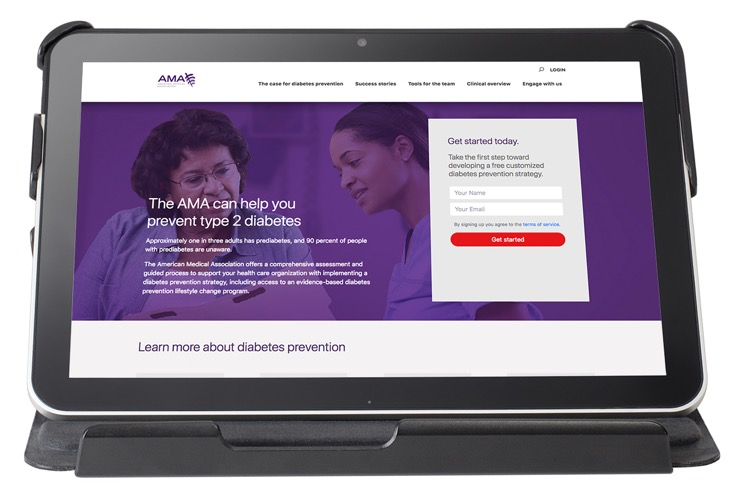 LOGIN
AMA
The case for diabetes prevention Success stories Tools for the team Clinical overview Engage with us
The AMA can help you
prevent type 2 diabetes
Approximately one in three adults has prediabetes, and 90 percent of people
with prediabetes are unaware.
The American Medical Association offers a comprehensive assessment and
guided process to support your health care organization with implementing a
diabetes prevention strategy, including access to an evidence-based diabetes
prevention lifestyle change program.
Get started today.
Take the first step toward
developing a free customized
diabetes prevention strategy.
Your Name
Your Email
By signing up you agree to the terms of service.
Get started
Learn more about diabetes prevention